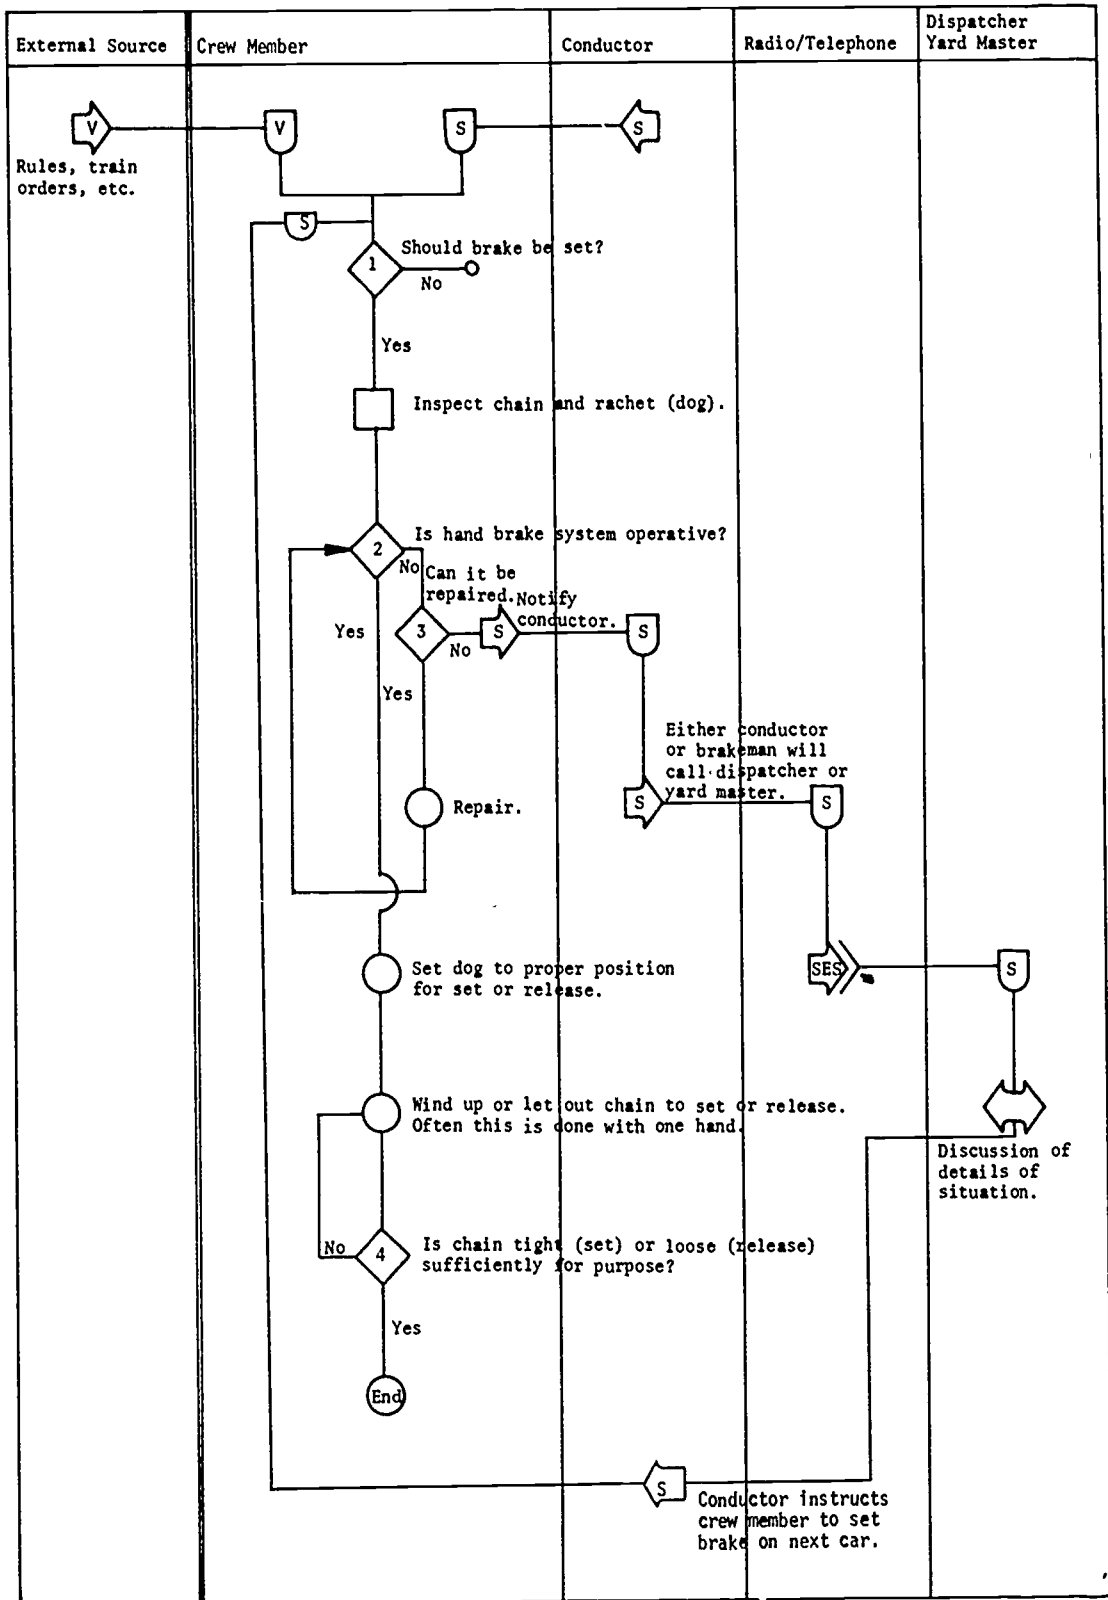 External Source
Crew Member
Conductor
Radio/Telephone
Dispatcher
Yard Master
V
V
S
S
Rules, train
orders, etc.
S
Should brake be set?
1
No
Yes
Inspect chain and rachet (dog).
Is hand brake system operative?
2
No
Can it be
repaired.
Notify
conductor.
Yes
3
No
S
S
Yes
Either conductor
or brakeman will
call dispatcher or
yard master.
S
S
Repair.
Set dog to proper position
for set or release.
SES
S
Wind up or let out chain to set or release.
Often this is done with one hand.
Discussion of
details of
situation.
No
4
Is chain tight (set) or loose (release)
sufficiently for purpose?
Yes
End
S
Conductor instructs
crew member to set
brake on next car.